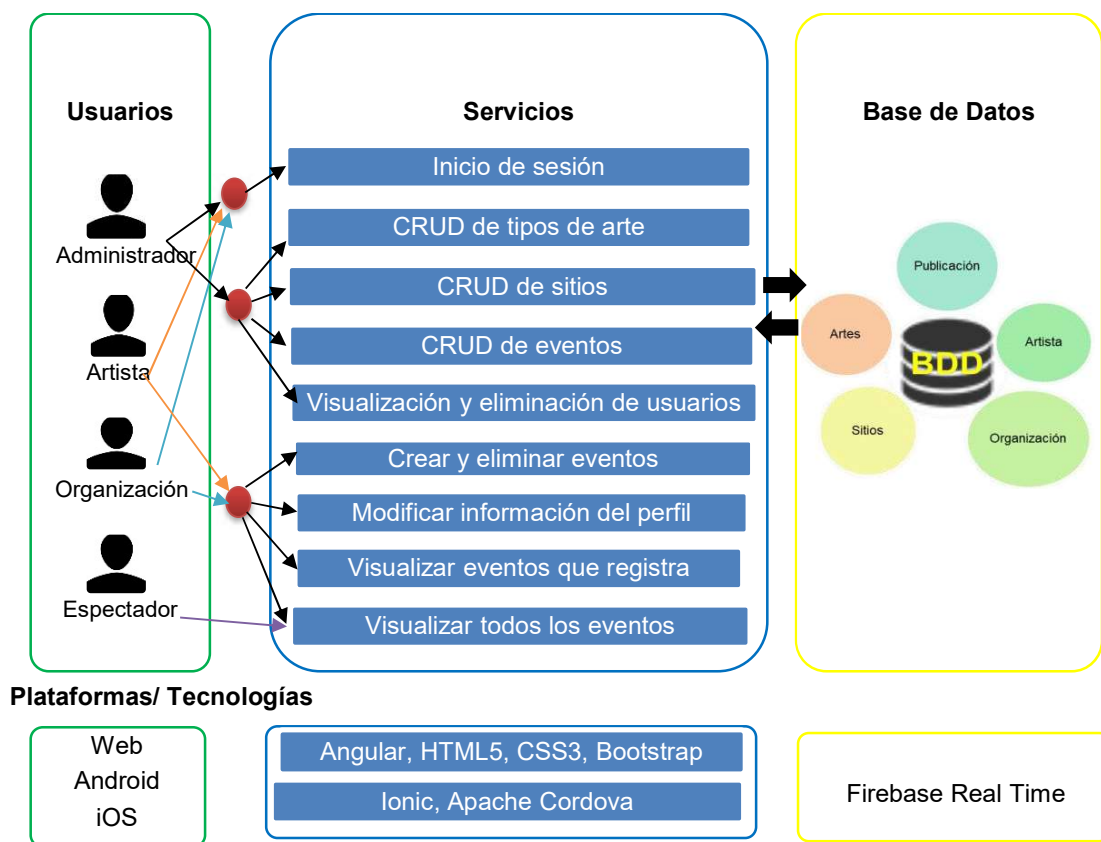 Usuarios
Administrador
Artista
Organización
Espectador
Servicios
Inicio de sesión
CRUD de tipos de arte
CRUD de sitios
CRUD de eventos
Visualización y eliminación de usuarios
Crear y eliminar eventos
Modificar información del perfil
Visualizar eventos que registra
Visualizar todos los eventos
Base de Datos
Publicación
Artes
BDD
Artista
Sitios
Organización
Plataformas/ Tecnologías
Web
Android
iOS
Angular, HTML5, CSS3, Bootstrap
Ionic, Apache Cordova
Firebase Real Time